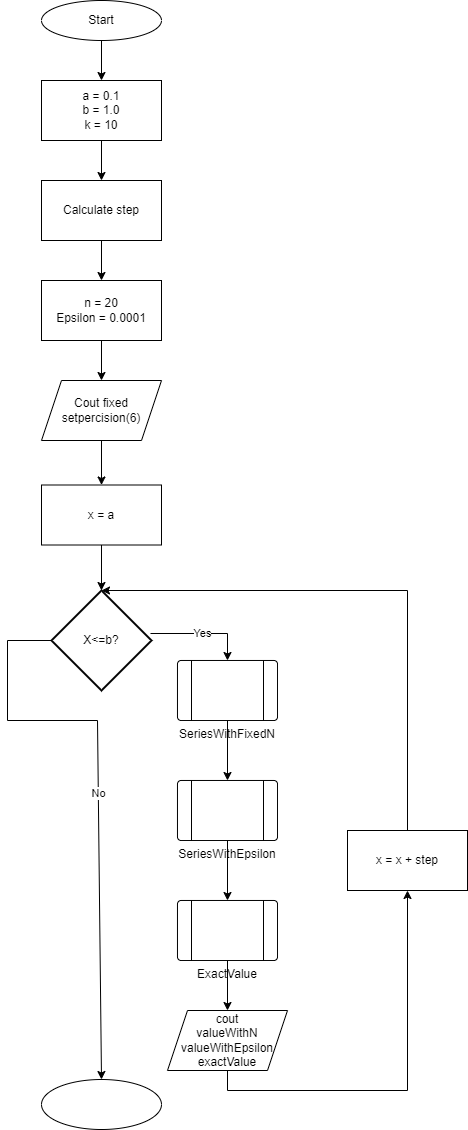 Start
a = 0.1
b = 1.0
k = 10
Calculate step
n = 20
Epsilon = 0.0001
Cout fixed
setpercision(6)
x = a
X<=b?
Yes
SeriesWithFixedN
No
SeriesWithEpsilon
x = x + step
ExactValue
cout
valueWithN
valueWithEpsilon
exactValue